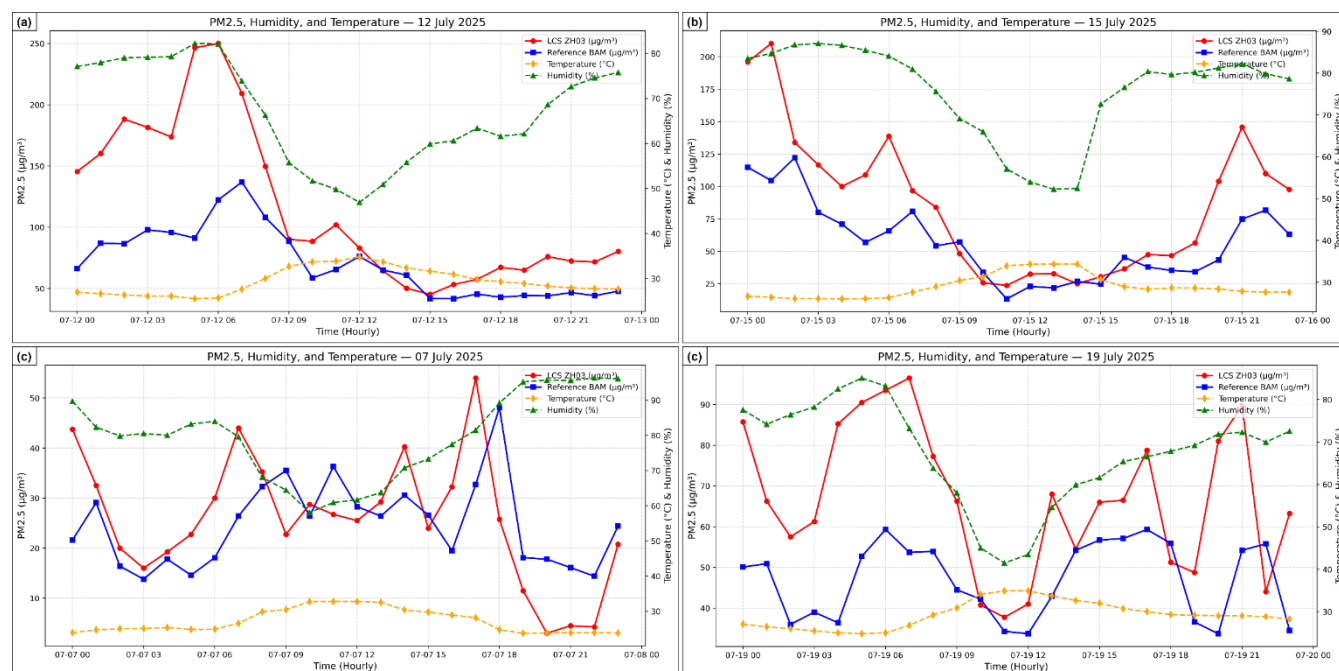 (a)
PM2.5, Humidity, and Temperature — 12 July 2025
LCS ZH03 (µg/m³)
Reference BAM (µg/m³)
Temperature (°C)
Humidity (%)
PM2.5 (µg/m³)
250
200
150
100
50
Temperature (°C) & Humidity (%)
80
70
60
50
40
30
07-12 00
07-12 03
07-12 06
07-12 09
07-12 12
07-12 15
07-12 18
07-12 21
07-13 00
Time (Hourly)
(b)
PM2.5, Humidity, and Temperature — 15 July 2025
LCS ZH03 (µg/m³)
Reference BAM (µg/m³)
Temperature (°C)
Humidity (%)
PM2.5 (µg/m³)
200
175
150
125
100
75
50
25
Temperature (°C) & Humidity (%)
90
80
70
60
50
40
30
07-15 00
07-15 03
07-15 06
07-15 09
07-15 12
07-15 15
07-15 18
07-15 21
07-16 00
Time (Hourly)
(c)
PM2.5, Humidity, and Temperature — 07 July 2025
LCS ZH03 (µg/m³)
Reference BAM (µg/m³)
Temperature (°C)
Humidity (%)
PM2.5 (µg/m³)
50
40
30
20
10
Temperature (°C) & Humidity (%)
90
80
70
60
50
40
30
07-07 00
07-07 03
07-07 06
07-07 09
07-07 12
07-07 15
07-07 18
07-07 21
07-08 00
Time (Hourly)
(c)
PM2.5, Humidity, and Temperature — 19 July 2025
LCS ZH03 (µg/m³)
Reference BAM (µg/m³)
Temperature (°C)
Humidity (%)
PM2.5 (µg/m³)
90
80
70
60
50
40
Temperature (°C) & Humidity (%)
80
70
60
50
40
30
07-19 00
07-19 03
07-19 06
07-19 09
07-19 12
07-19 15
07-19 18
07-19 21
07-20 00
Time (Hourly)